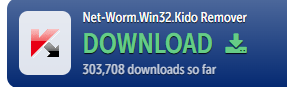 Net-Worm.Win32.Kido Remover
DOWNLOAD
303,708 downloads so far